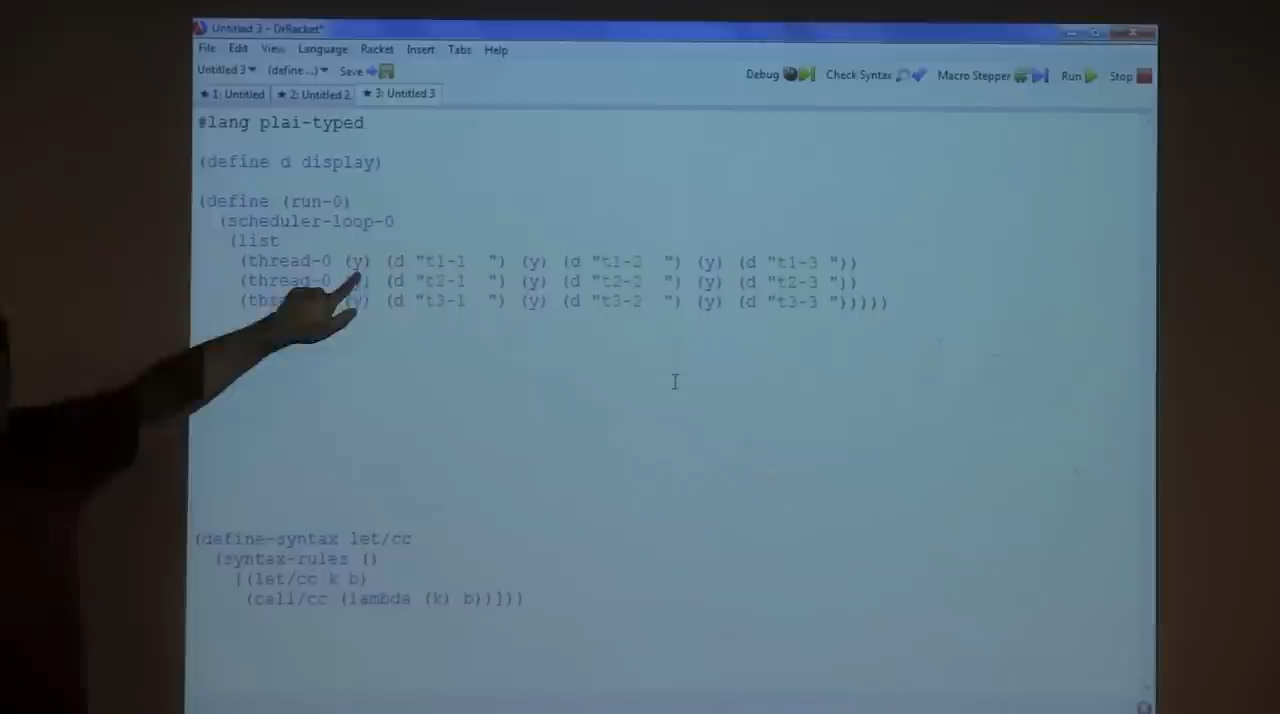 Untitled 3 - DrRacket*
File Edit View Language Racket Insert Tabs Help
Untitled 3 (define ...) Save Debug Check Syntax Macro Stepper Run Stop
1: Untitled 2: Untitled 2 3: Untitled 3
#lang plai-typed
(define d display)
(define (run-0)
(scheduler-loop-0
(list
(thread-0 (y) (d "t1-1 ") (y) (d "t1-2 ") (y) (d "t1-3 "))
(thread-0 (d "t2-1 ") (y) (d "t2-2 ") (y) (d "t2-3 "))
(y) (d "t3-1 ") (y) (d "t3-2 ") (y) (d "t3-3 ")))))
(define-syntax let/cc
(syntax-rules ()
[(let/cc k b)
(call/cc (lambda (k) b))]))